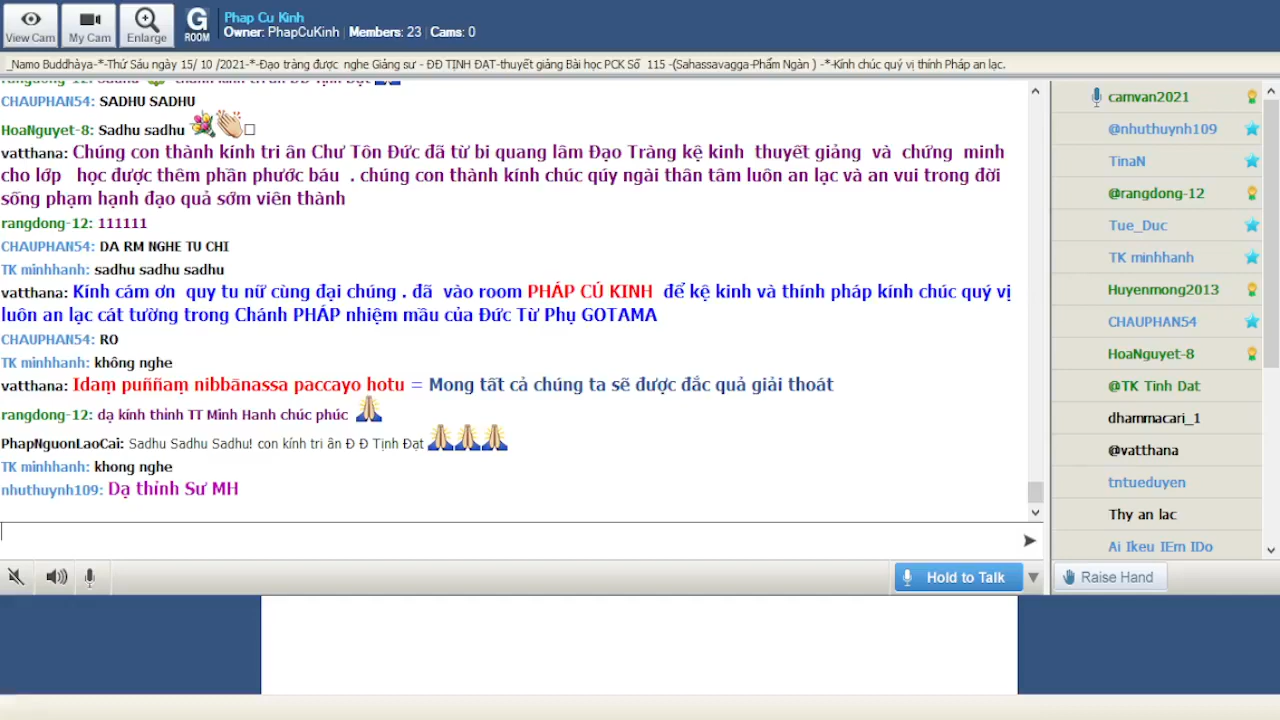 View Cam
My Cam
Enlarge
G
ROOM
Phap Cu Kinh
Owner: PhapCuKinh | Members: 23 | Cams: 0
_Namo Buddhàya-*-Thứ Sáu ngày 15/ 10 /2021-*-Đạo tràng được nghe Giảng sư - ĐĐ TỊNH ĐẠT-thuyết giảng Bài học PCK Số 115 -(Sahassavagga-Phẩm Ngàn ) -*-Kính chúc quý vị thính Pháp an lạc.
CHAUPHAN54: SADHU SADHU
HoaNguyet-8: Sadhu sadhu
vatthana: Chúng con thành kính tri ân Chư Tôn Đức đã từ bi quang lâm Đạo Tràng kệ kinh thuyết giảng và chứng minh
cho lớp học được thêm phần phước báu . chúng con thành kính chúc qúy ngài thân tâm luôn an lạc và an vui trong đời
sống phạm hạnh đạo quả sớm viên thành
rangdong-12: 111111
CHAUPHAN54: DA RM NGHE TU CHI
TK minhhanh: sadhu sadhu sadhu
vatthana: Kính cám ơn quy tu nữ cùng đại chúng . đã vào room PHÁP CÚ KINH để kệ kinh và thính pháp kính chúc quý vị
luôn an lạc cát tường trong Chánh PHÁP nhiệm mầu của Đức Từ Phụ GOTAMA
CHAUPHAN54: RO
TK minhhanh: không nghe
vatthana: Idaṃ puññaṃ nibbānassa paccayo hotu = Mong tất cả chúng ta sẽ được đắc quả giải thoát
rangdong-12: dạ kính thỉnh TT Minh Hanh chúc phúc
PhapNguonLaoCai: Sadhu Sadhu Sadhu! con kính tri ân Đ Đ Tịnh Đạt
TK minhhanh: khong nghe
nhuthuynh109: Dạ thỉnh Sư MH
Hold to Talk
camvan2021
@nhuthuynh109
TinaN
@rangdong-12
Tue_Duc
TK minhhanh
Huyenmong2013
CHAUPHAN54
HoaNguyet-8
@TK Tinh Dat
dhammacari_1
@vatthana
tntueduyen
Thy an lac
Ai Ikeu IEm IDo
Raise Hand